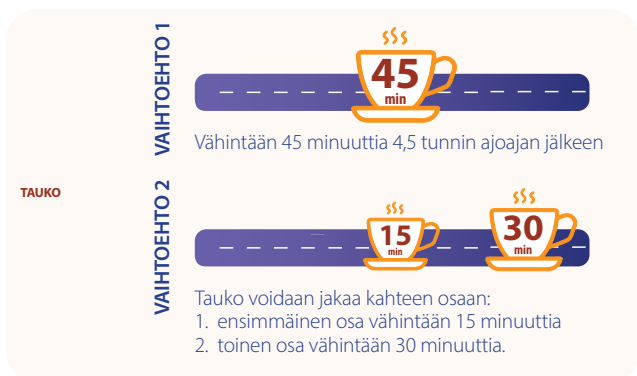 TAUKO
VAIHTOEHTO 1
45
min
Vähintään 45 minuuttia 4,5 tunnin ajoajan jälkeen
VAIHTOEHTO 2
15
min
30
min
Tauko voidaan jakaa kahteen osaan:
1. ensimmäinen osa vähintään 15 minuuttia
2. toinen osa vähintään 30 minuuttia.